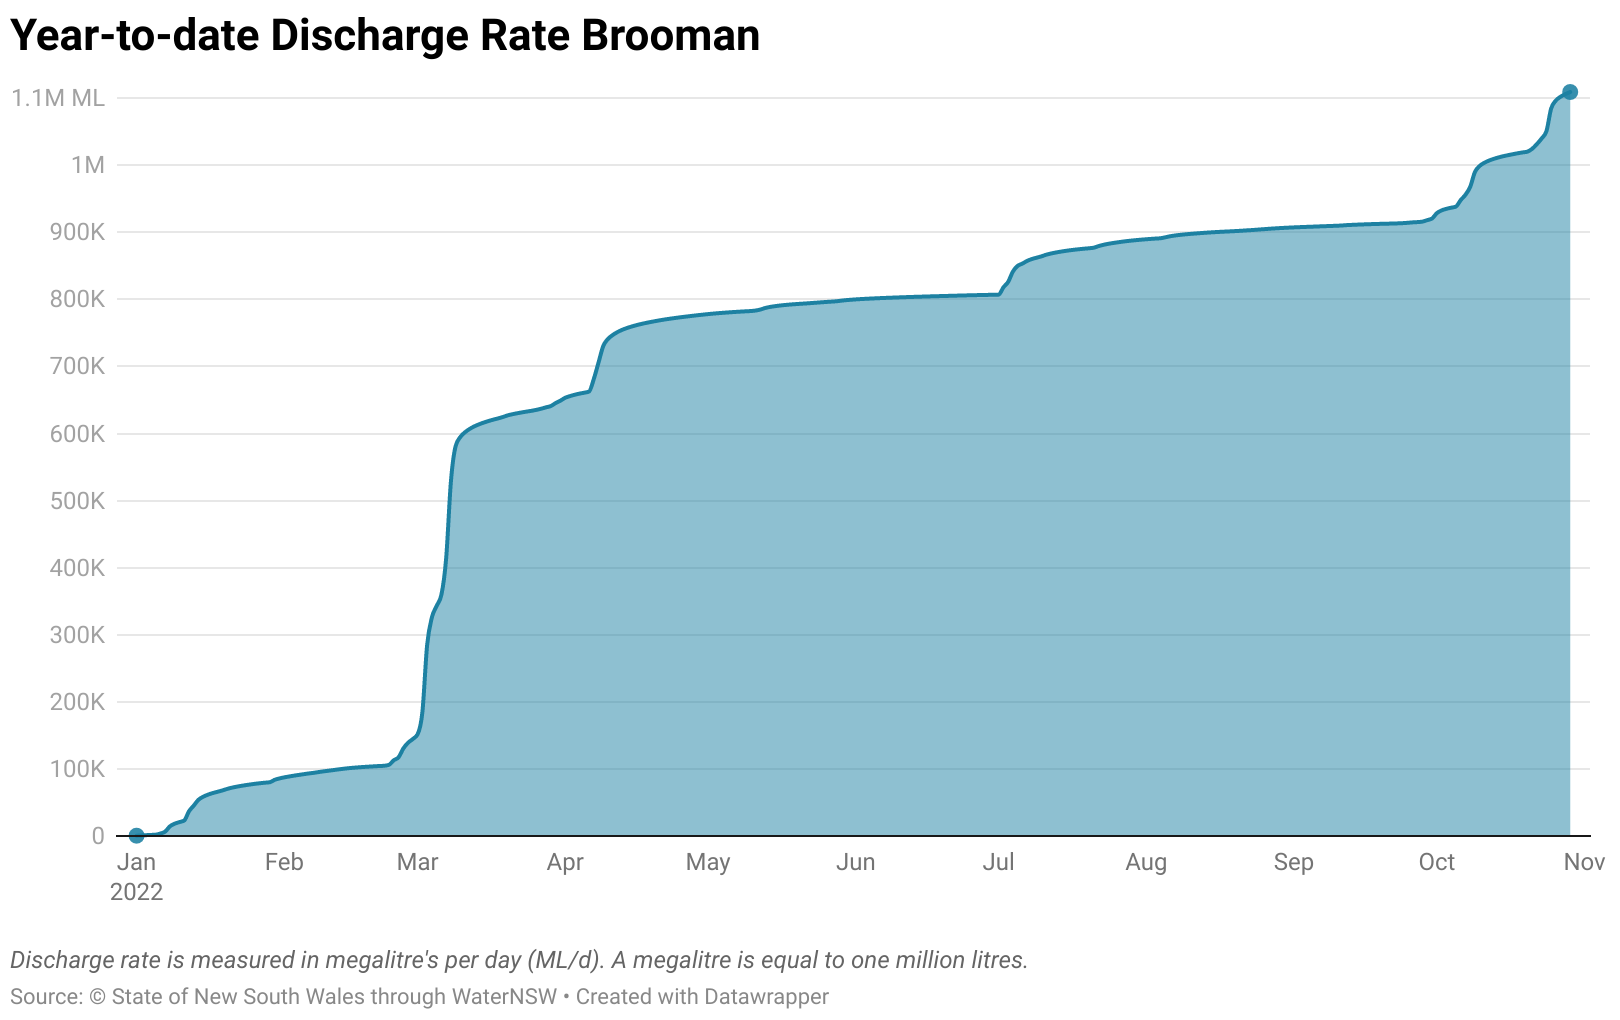 Year-to-date Discharge Rate Brooman
1.1M ML
1M
900K
800K
700K
600K
500K
400K
300K
200K
100K
0
Jan Feb Mar Apr May Jun Jul Aug Sep Oct Nov
2022
Discharge rate is measured in megalitre's per day (ML/d). A megalitre is equal to one million litres.
Source: © State of New South Wales through WaterNSW • Created with Datawrapper